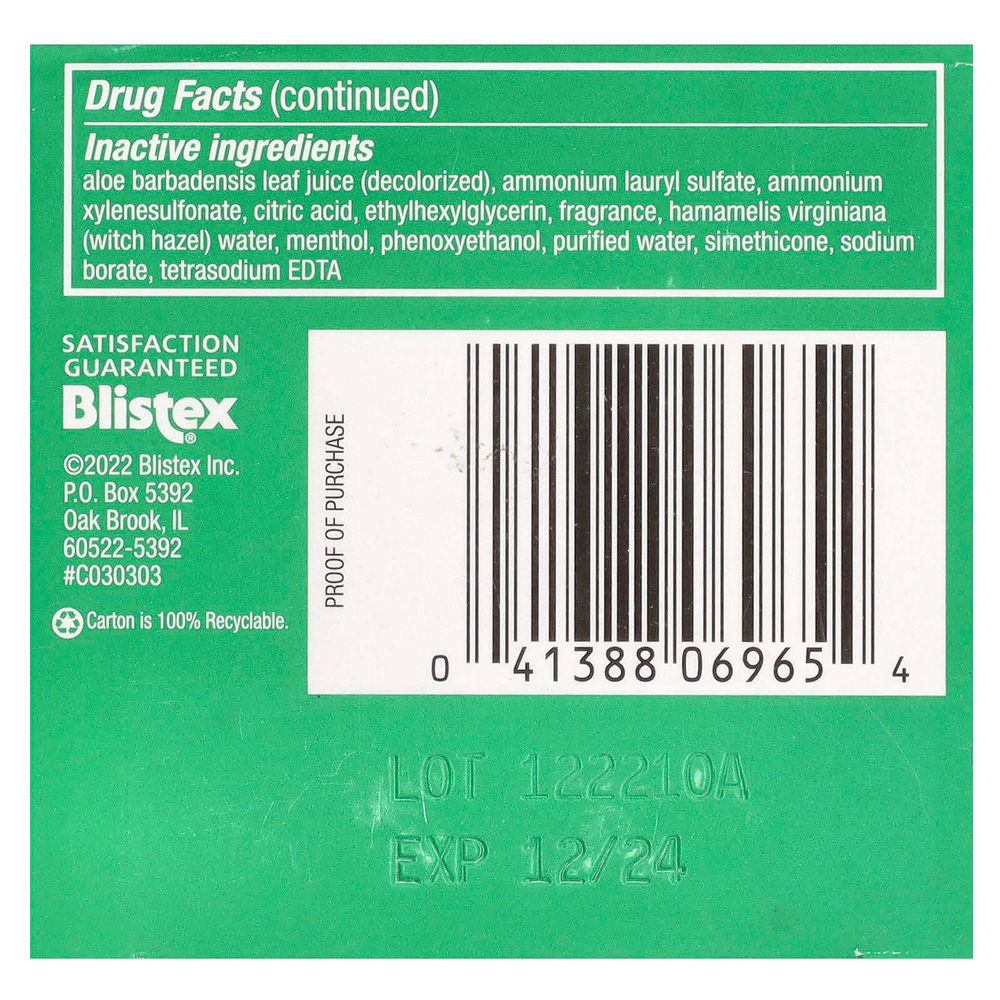 Drug Facts (continued)
Inactive ingredients
aloe barbadensis leaf juice (decolorized), ammonium lauryl sulfate, ammonium
xylenesulfonate, citric acid, ethylhexylglycerin, fragrance, hamamelis virginiana
(witch hazel) water, menthol, phenoxyethanol, purified water, simethicone, sodium
borate, tetrasodium EDTA
SATISFACTION
GUARANTEED
Blistex®
©2022 Blistex Inc.
P.O. Box 5392
Oak Brook, IL
60522-5392
#C030303
Carton is 100% Recyclable.
PROOF OF PURCHASE
0 41388 06965 4
LOT 122210A
EXP 12/24